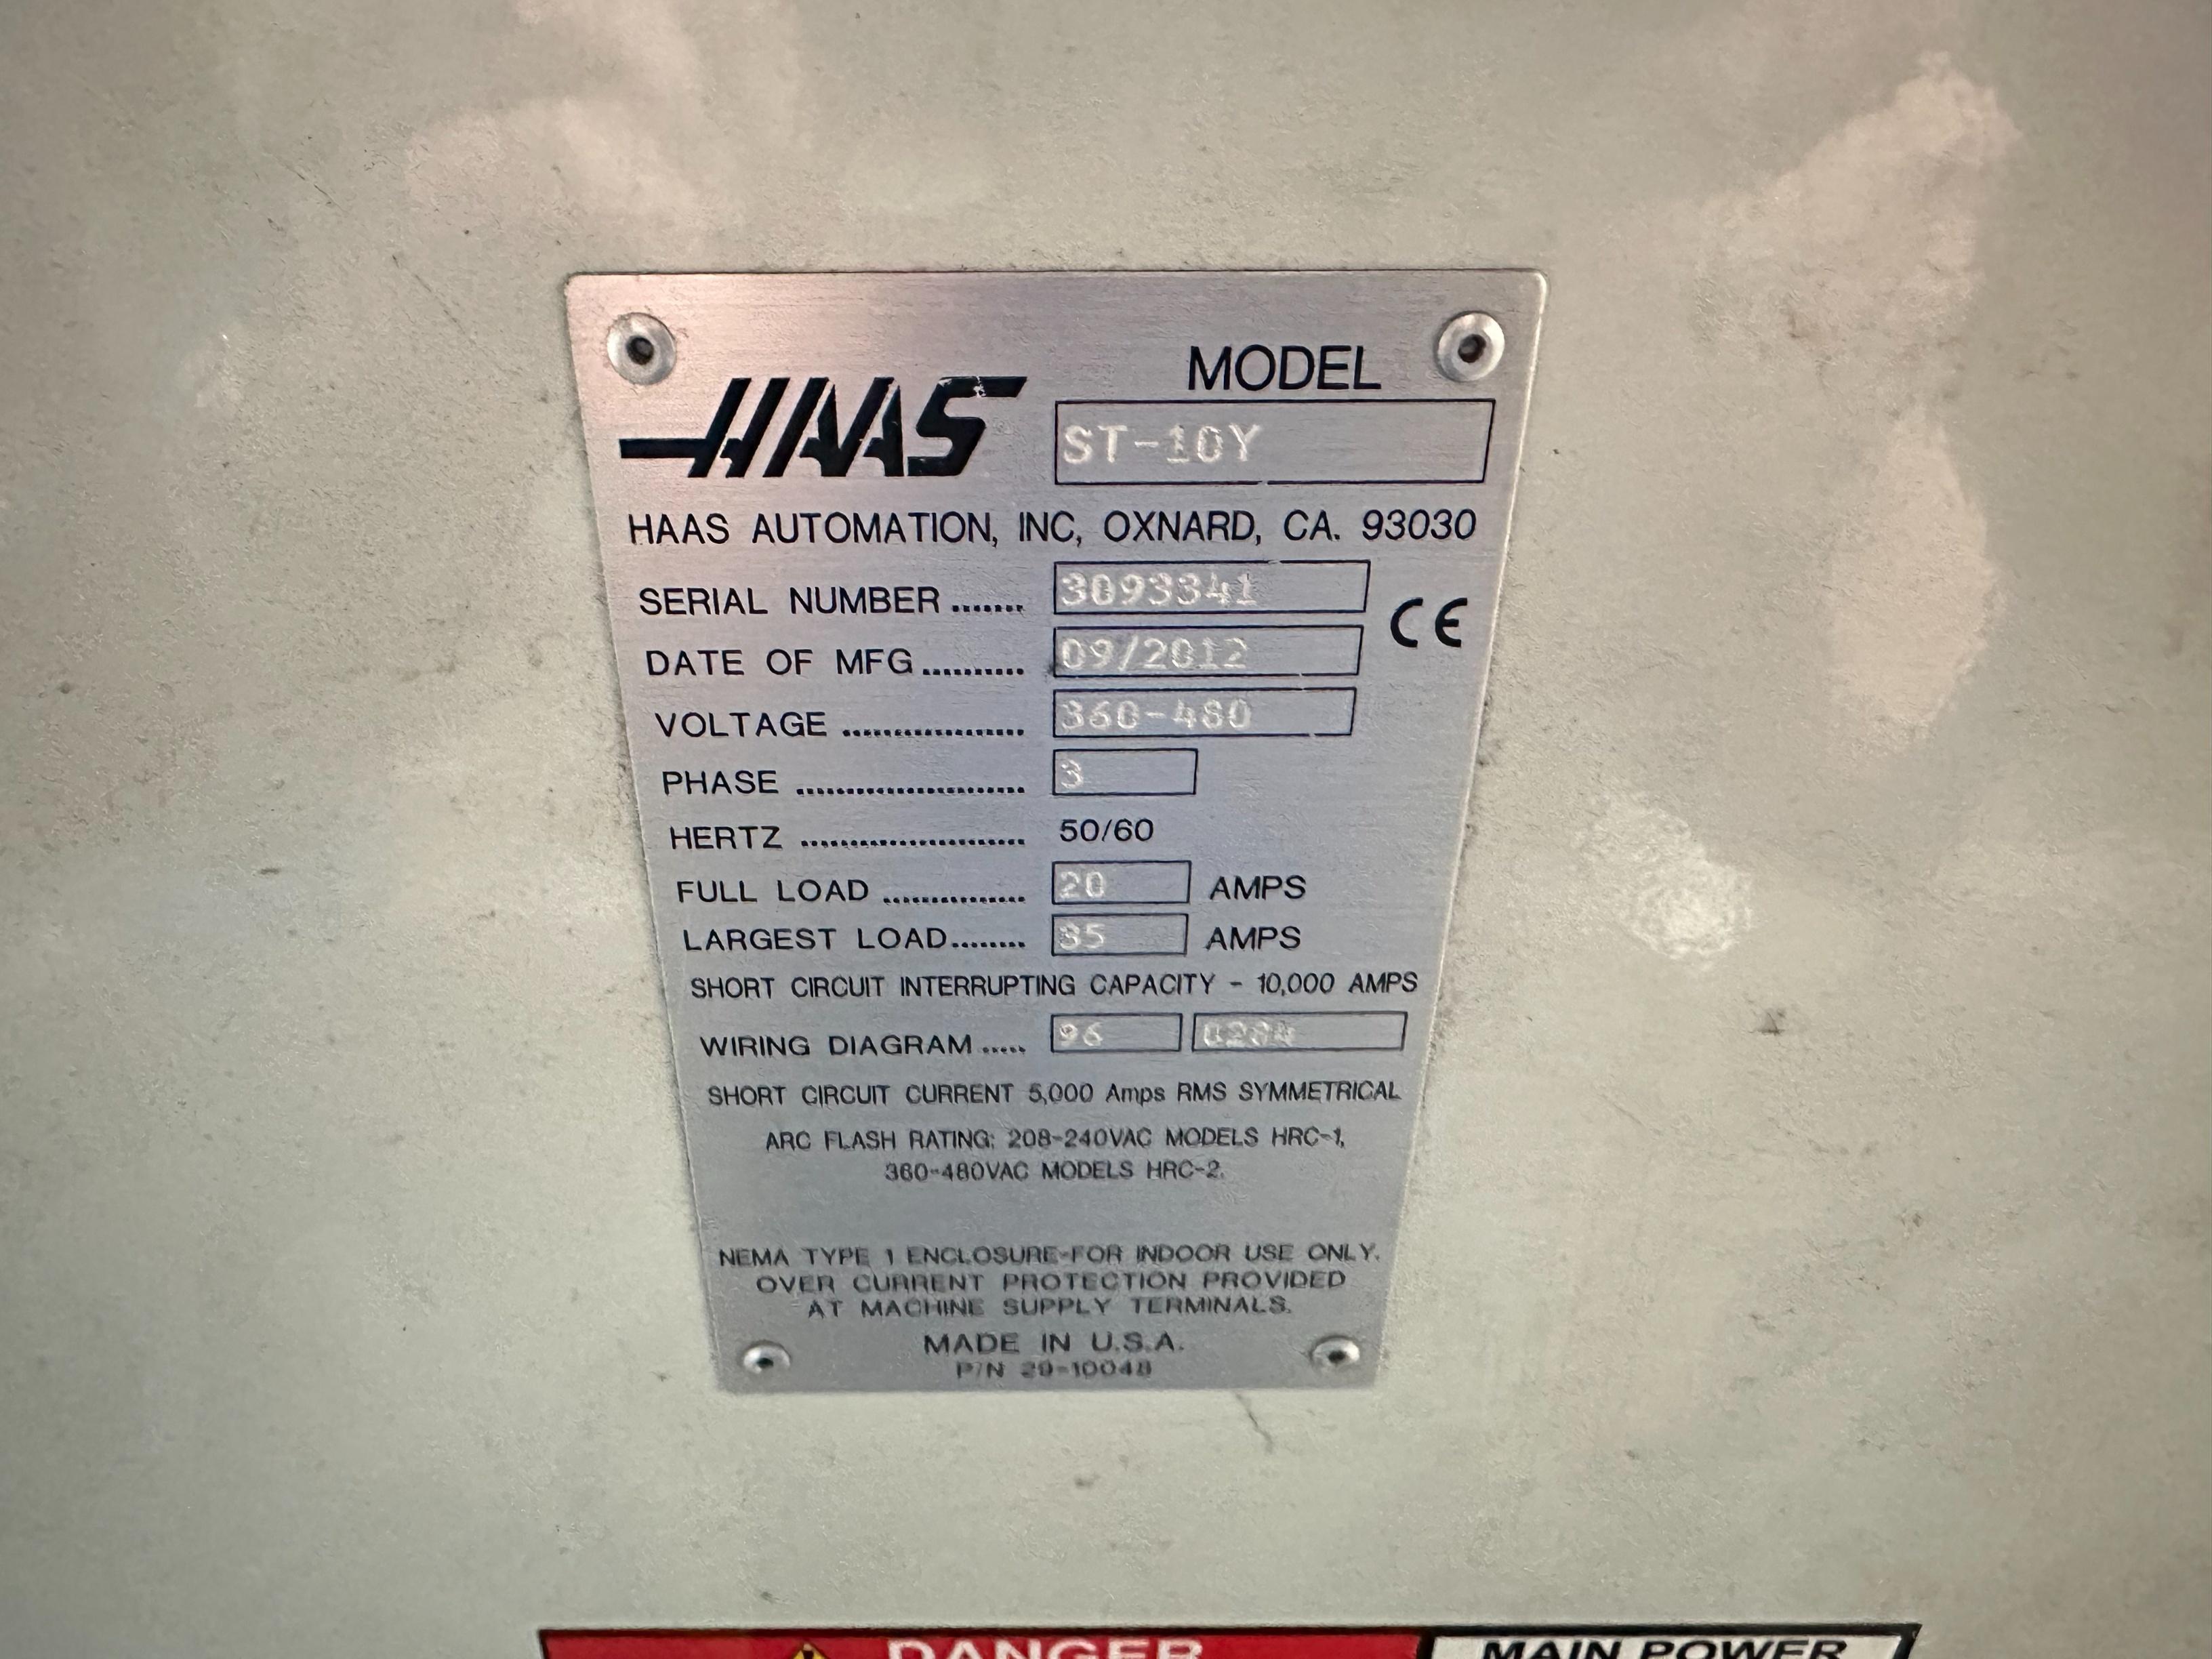 HAAS
MODEL
ST-10Y
HAAS AUTOMATION, INC, OXNARD, CA. 93030
SERIAL NUMBER ....... 3093341
CE
DATE OF MFG .......... 09/2012
VOLTAGE .................. 360-480
PHASE ....................... 3
HERTZ ...................... 50/60
FULL LOAD ............... 20 AMPS
LARGEST LOAD........ AMPS
SHORT CIRCUIT INTERRUPTING CAPACITY - 10,000 AMPS
WIRING DIAGRAM ..... 96
SHORT CIRCUIT CURRENT 5,000 Amps RMS SYMMETRICAL
ARC FLASH RATING: 208-240VAC MODELS HRC-1,
360-480VAC MODELS HRC-2.
NEMA TYPE 1 ENCLOSURE-FOR INDOOR USE ONLY.
OVER CURRENT PROTECTION PROVIDED
AT MACHINE SUPPLY TERMINALS.
MADE IN U.S.A.
P/N 29-10048
DANGER
MAIN POWER